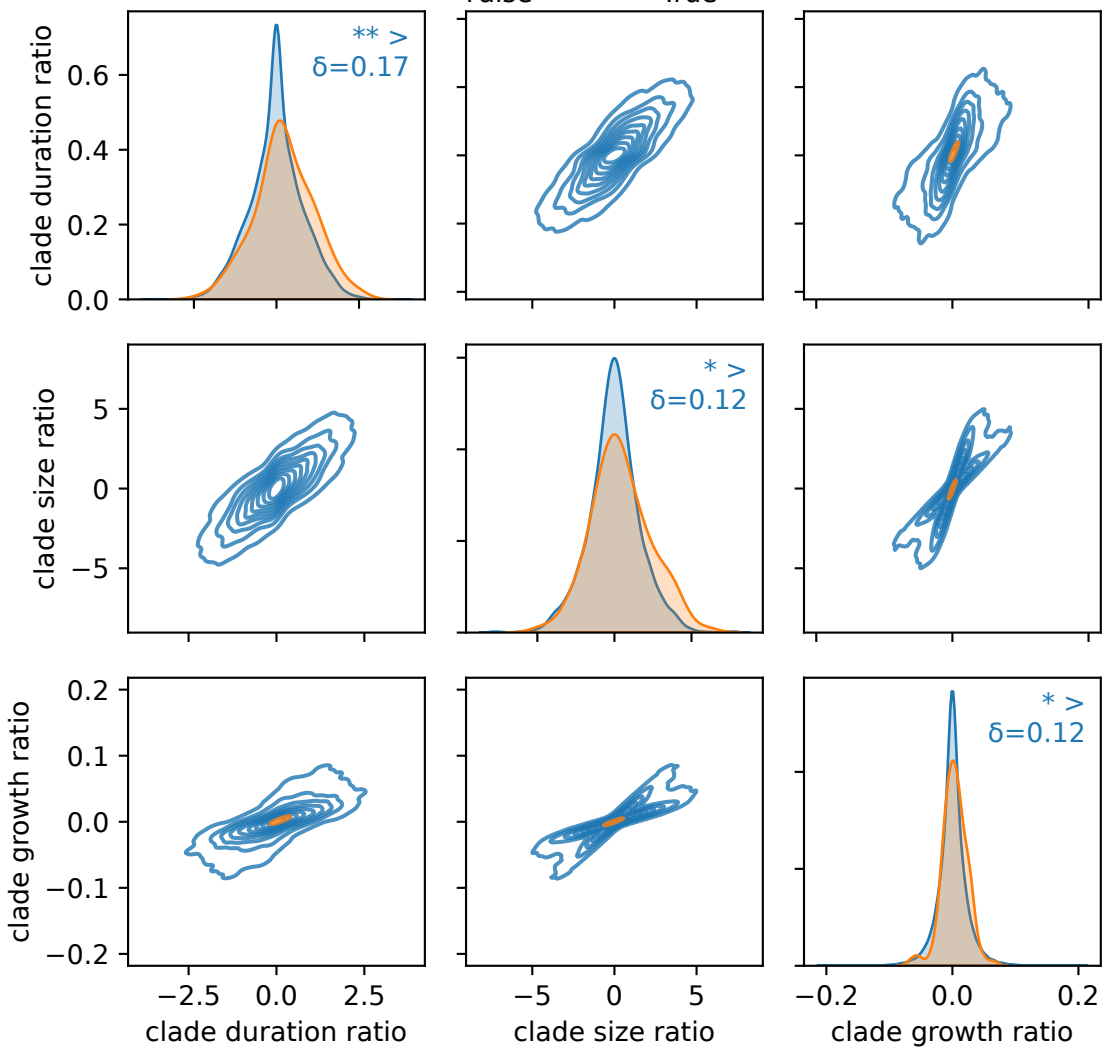 clade duration ratio
0.6
0.4
0.2
0.0
** >
δ=0.17
clade size ratio
5
0
−5
* >
δ=0.12
clade growth ratio
0.2
0.1
0.0
−0.1
−0.2
* >
δ=0.12
−2.5 0.0 2.5
−5 0 5
−0.2 0.0 0.2
clade duration ratio
clade size ratio
clade growth ratio